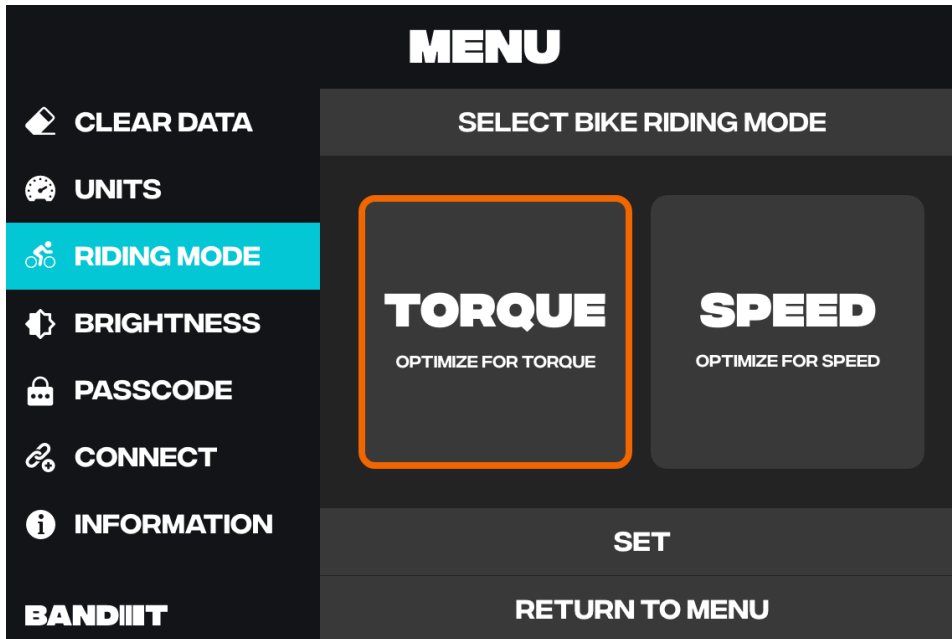 MENU
CLEAR DATA
UNITS
RIDING MODE
BRIGHTNESS
PASSCODE
CONNECT
INFORMATION
BANDIIIT
SELECT BIKE RIDING MODE
TORQUE
OPTIMIZE FOR TORQUE
SPEED
OPTIMIZE FOR SPEED
SET
RETURN TO MENU